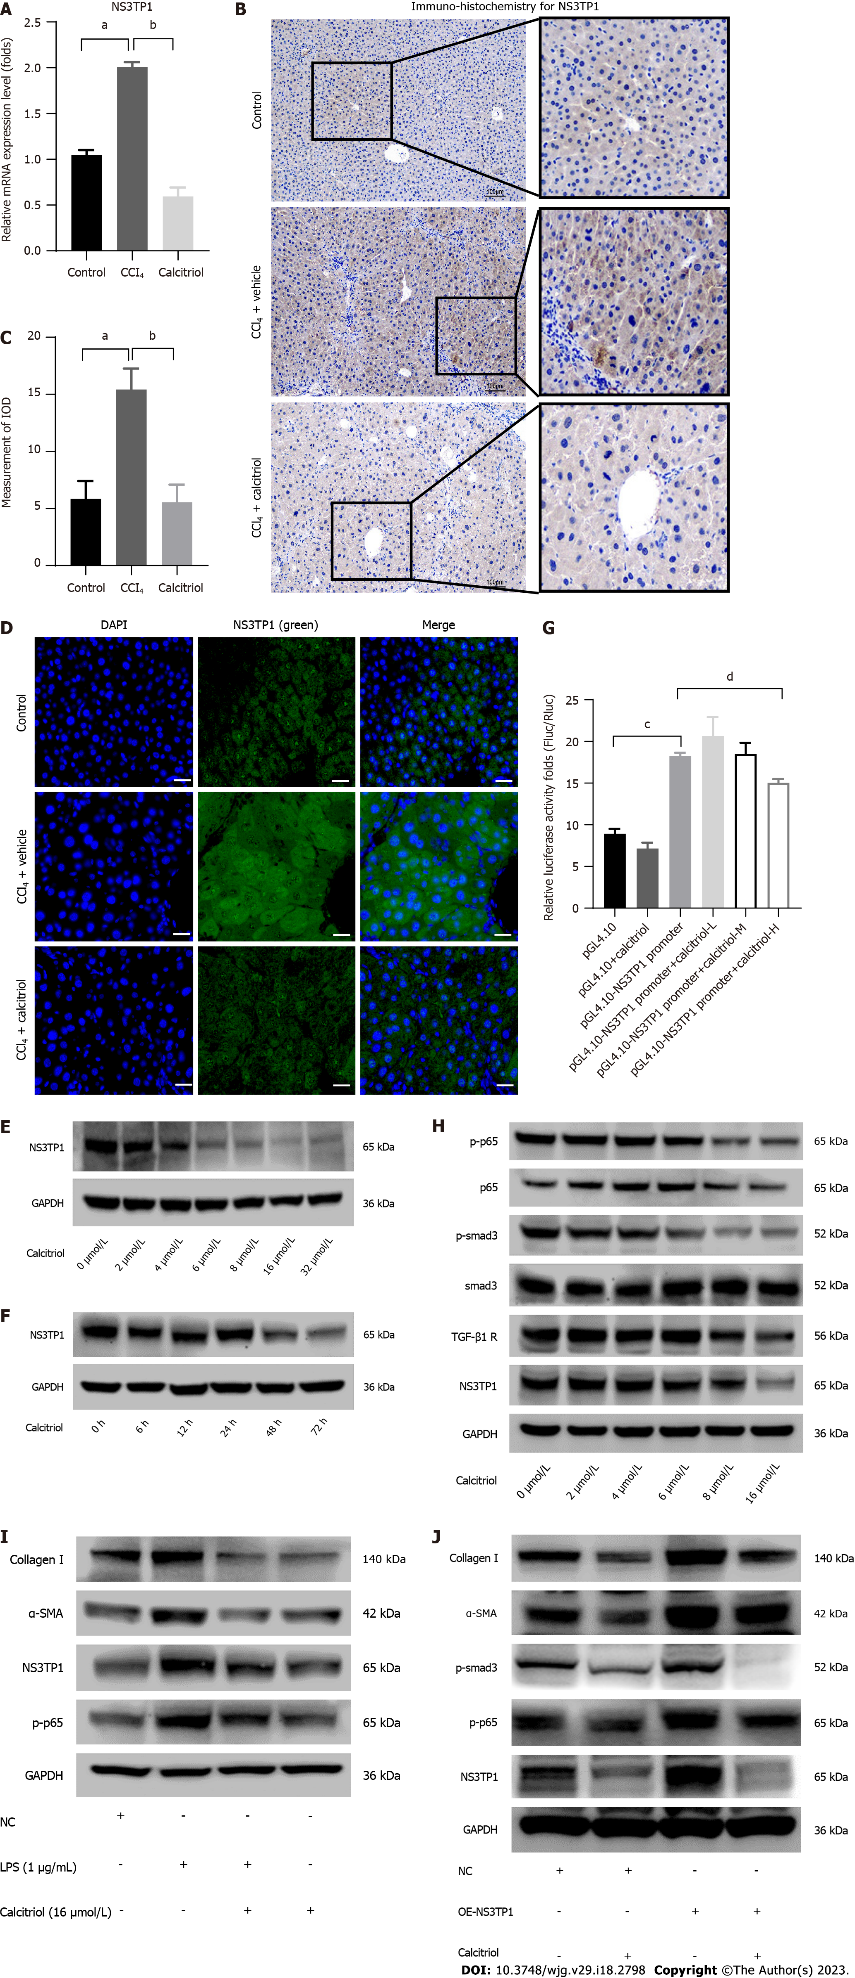 A
NS3TP1
Relative mRNA expression level (folds)
2.5
2.0
1.5
1.0
0.5
0.0
a
b
Control
CCl₄
Calcitriol
B
Immuno-histochemistry for NS3TP1
Control
100μm
CCl₄ + vehicle
100μm
CCl₄ + calcitriol
100μm
C
Measurement of IOD
20
15
10
5
0
a
b
Control
CCl₄
Calcitriol
D
DAPI
NS3TP1 (green)
Merge
Control
CCl₄ + vehicle
CCl₄ + calcitriol
G
Relative luciferase activity folds (Fluc/Rluc)
25
20
15
10
5
0
c
d
pGL4.10
pGL4.10+calcitriol
pGL4.10-NS3TP1 promoter
pGL4.10-NS3TP1 promoter+calcitriol-L
pGL4.10-NS3TP1 promoter+calcitriol-M
pGL4.10-NS3TP1 promoter+calcitriol-H
E
NS3TP1 65 kDa
GAPDH 36 kDa
Calcitriol 0 μmol/L 2 μmol/L 4 μmol/L 6 μmol/L 8 μmol/L 16 μmol/L 32 μmol/L
F
NS3TP1 65 kDa
GAPDH 36 kDa
Calcitriol 0 h 6 h 12 h 24 h 48 h 72 h
H
p-p65 65 kDa
p65 65 kDa
p-smad3 52 kDa
smad3 52 kDa
TGF-β1 R 56 kDa
NS3TP1 65 kDa
GAPDH 36 kDa
Calcitriol 0 μmol/L 2 μmol/L 4 μmol/L 6 μmol/L 8 μmol/L 16 μmol/L
I
Collagen I 140 kDa
α-SMA 42 kDa
NS3TP1 65 kDa
p-p65 65 kDa
GAPDH 36 kDa
NC + - - -
LPS (1 μg/mL) - + + -
Calcitriol (16 μmol/L) - - + +
J
Collagen I 140 kDa
α-SMA 42 kDa
p-smad3 52 kDa
p-p65 65 kDa
NS3TP1 65 kDa
GAPDH 36 kDa
NC + + - -
OE-NS3TP1 - - + +
Calcitriol - + - +
DOI: 10.3748/wjg.v29.i18.2798 Copyright ©The Author(s) 2023.